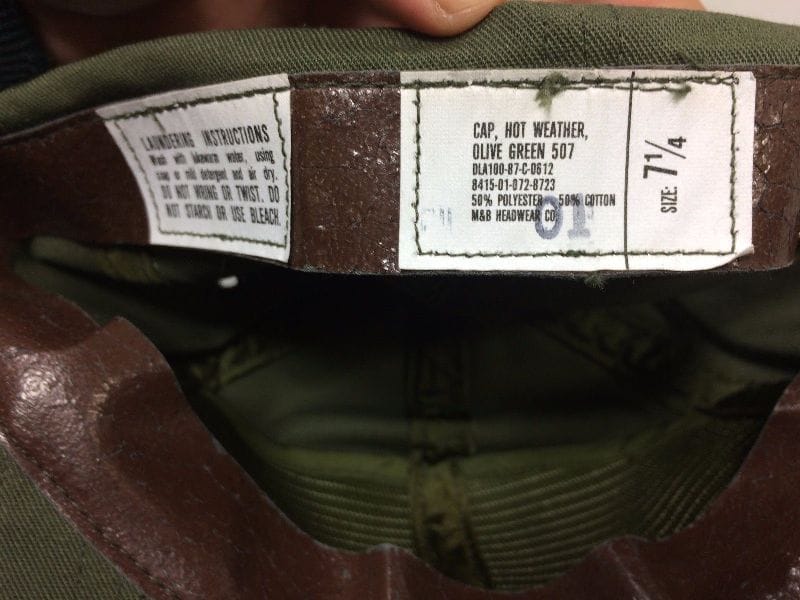 LAUNDERING INSTRUCTIONS
Wash with lukewarm water, using
soap or mild detergent and air dry.
DO NOT WRING OR TWIST. DO
NOT STARCH OR USE BLEACH.
CAP, HOT WEATHER,
OLIVE GREEN 507
DLA100-87-C-0612
8415-01-072-8723
50% POLYESTER 50% COTTON
M&B HEADWEAR CO.
01
SIZE: 7 1/4